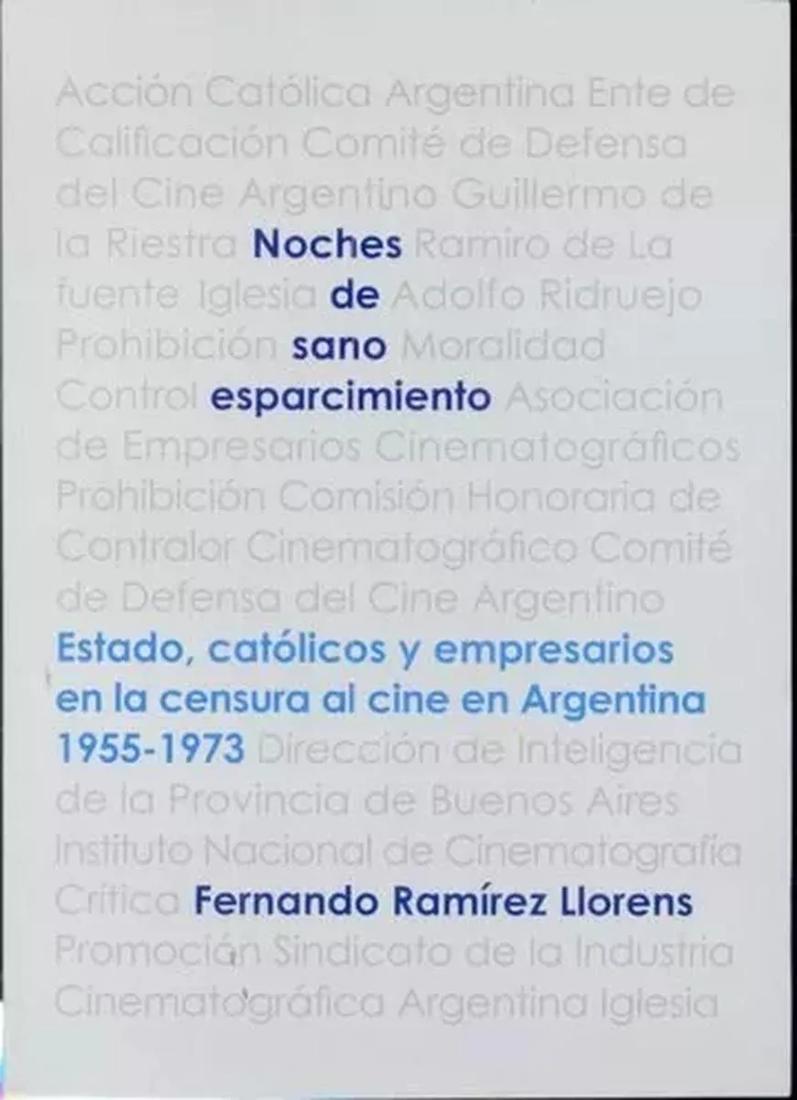 Acción Católica Argentina Ente de
Calificación Comité de Defensa
del Cine Argentino Guillermo de
la Riestra Noches Ramiro de La
fuente Iglesia de Adolfo Ridruejo
Prohibición sano Moralidad
Control esparcimiento Asociación
de Empresarios Cinematográficos
Prohibición Comisión Honoraria de
Contralor Cinematográfico Comité
de Defensa del Cine Argentino
Estado, católicos y empresarios
en la censura al cine en Argentina
1955-1973 Dirección de Inteligencia
de la Provincia de Buenos Aires
Instituto Nacional de Cinematografía
Crítica Fernando Ramírez Llorens
Promoción Sindicato de la Industria
Cinematográfica Argentina Iglesia